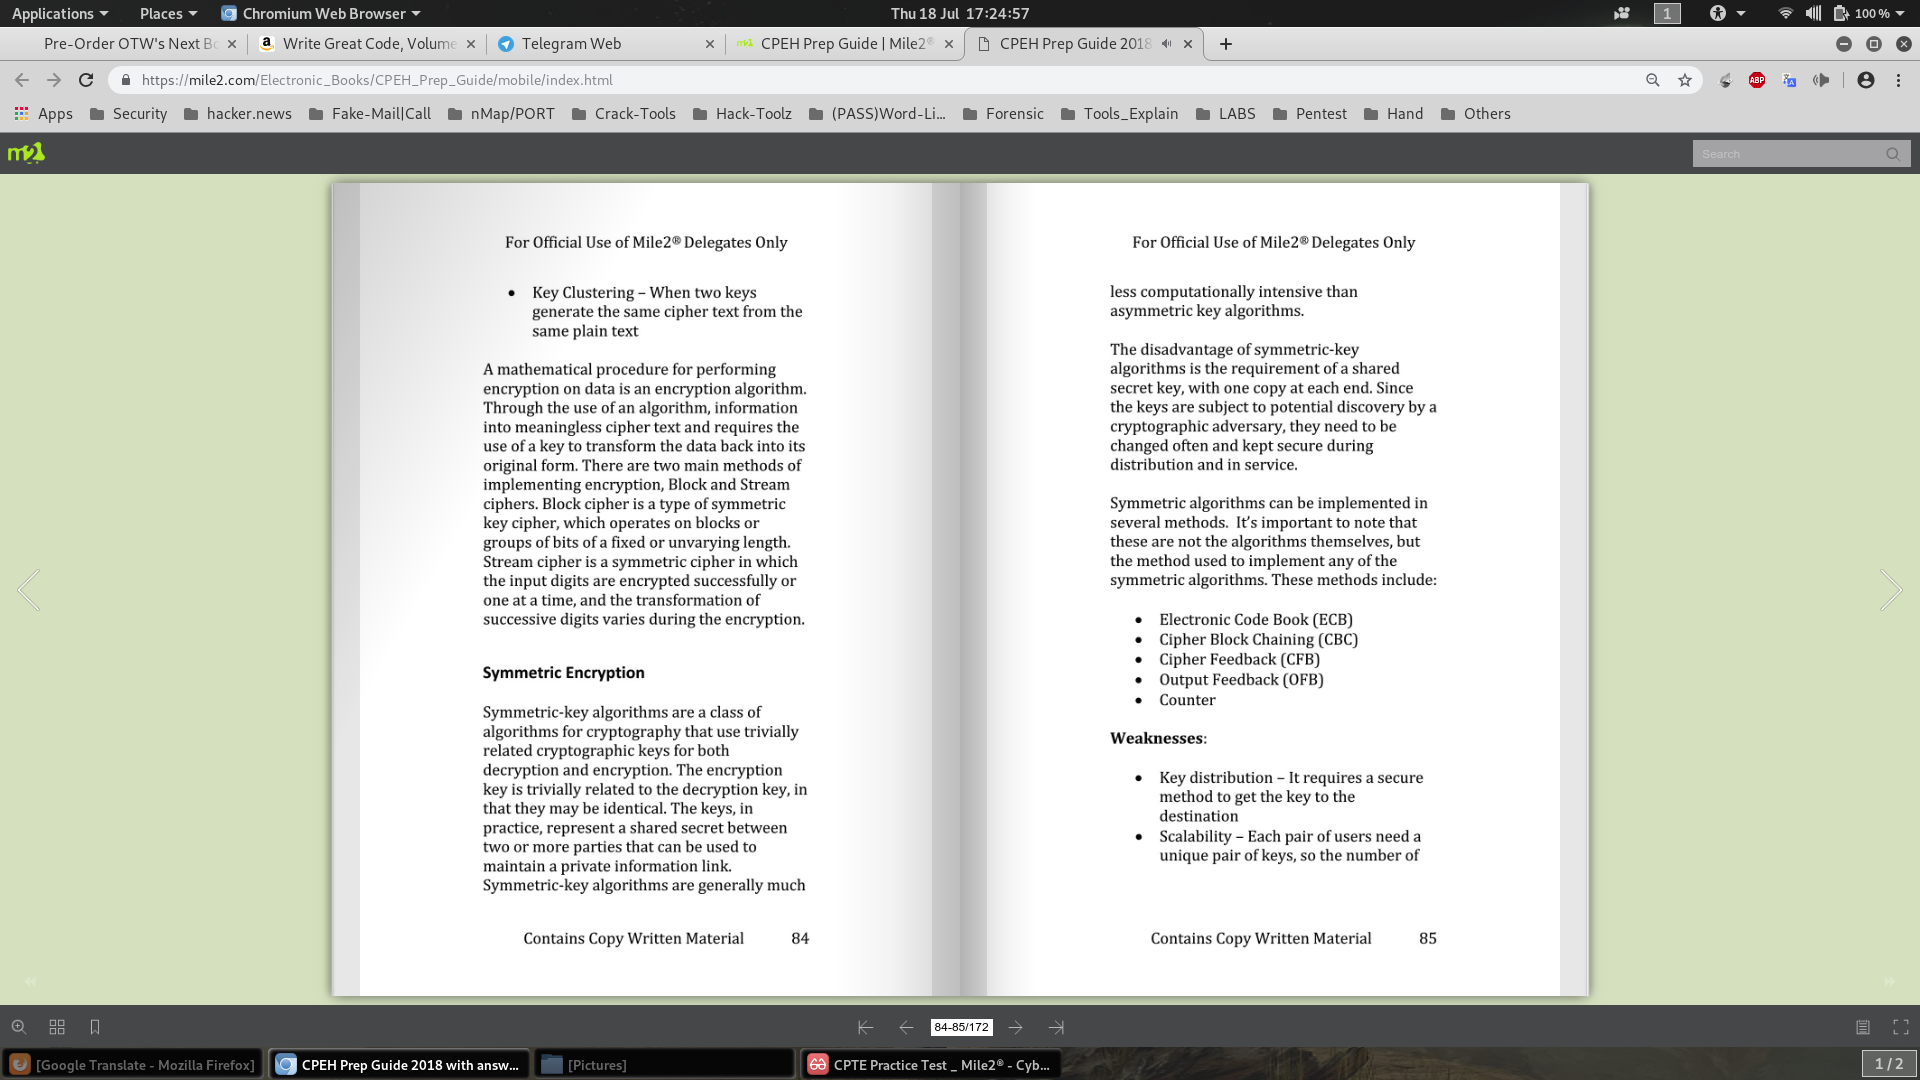 Applications
Places
Chromium Web Browser
Thu 18 Jul 17:24:57
1
100 %
Pre-Order OTW's Next Bo
Write Great Code, Volume
Telegram Web
CPEH Prep Guide | Mile2®
CPEH Prep Guide 2018
https://mile2.com/Electronic_Books/CPEH_Prep_Guide/mobile/index.html
ABP
Apps
Security
hacker.news
Fake-Mail|Call
nMap/PORT
Crack-Tools
Hack-Toolz
(PASS)Word-Li...
Forensic
Tools_Explain
LABS
Pentest
Hand
Others
m2
Search
For Official Use of Mile2® Delegates Only
• Key Clustering – When two keys
generate the same cipher text from the
same plain text
A mathematical procedure for performing
encryption on data is an encryption algorithm.
Through the use of an algorithm, information
into meaningless cipher text and requires the
use of a key to transform the data back into its
original form. There are two main methods of
implementing encryption, Block and Stream
ciphers. Block cipher is a type of symmetric
key cipher, which operates on blocks or
groups of bits of a fixed or unvarying length.
Stream cipher is a symmetric cipher in which
the input digits are encrypted successfully or
one at a time, and the transformation of
successive digits varies during the encryption.
Symmetric Encryption
Symmetric-key algorithms are a class of
algorithms for cryptography that use trivially
related cryptographic keys for both
decryption and encryption. The encryption
key is trivially related to the decryption key, in
that they may be identical. The keys, in
practice, represent a shared secret between
two or more parties that can be used to
maintain a private information link.
Symmetric-key algorithms are generally much
Contains Copy Written Material 84
For Official Use of Mile2® Delegates Only
less computationally intensive than
asymmetric key algorithms.
The disadvantage of symmetric-key
algorithms is the requirement of a shared
secret key, with one copy at each end. Since
the keys are subject to potential discovery by a
cryptographic adversary, they need to be
changed often and kept secure during
distribution and in service.
Symmetric algorithms can be implemented in
several methods. It's important to note that
these are not the algorithms themselves, but
the method used to implement any of the
symmetric algorithms. These methods include:
• Electronic Code Book (ECB)
• Cipher Block Chaining (CBC)
• Cipher Feedback (CFB)
• Output Feedback (OFB)
• Counter
Weaknesses:
• Key distribution – It requires a secure
method to get the key to the
destination
• Scalability – Each pair of users need a
unique pair of keys, so the number of
Contains Copy Written Material 85
84-85/172
[Google Translate - Mozilla Firefox]
CPEH Prep Guide 2018 with answ...
[Pictures]
CPTE Practice Test _ Mile2® - Cyb...
1 / 2